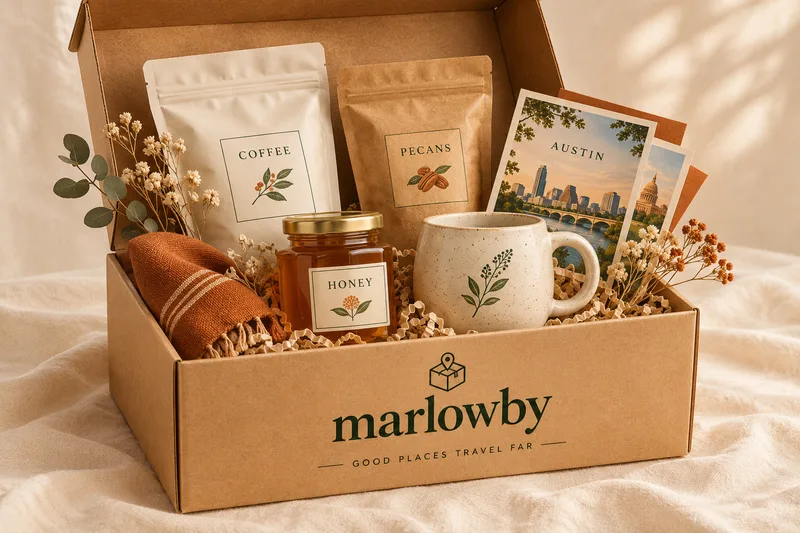 COFFEE
PECANS
AUSTIN
HONEY
marlowby
GOOD PLACES TRAVEL FAR